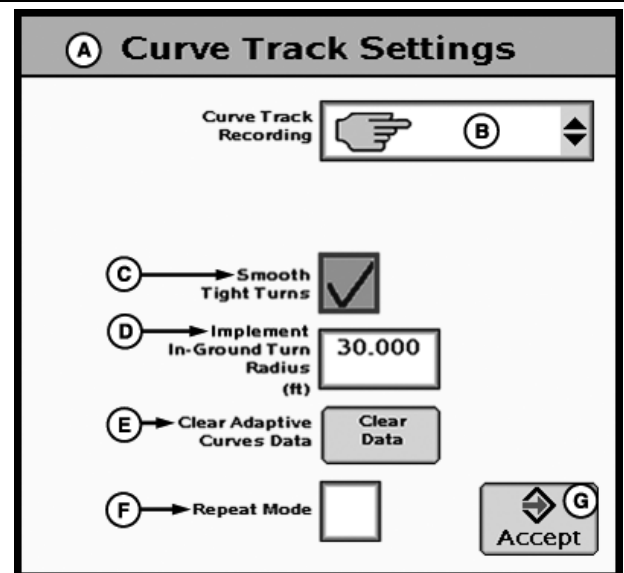 A Curve Track Settings
Curve Track
Recording
B
C
Smooth
Tight Turns
D
Implement
In-Ground Turn
Radius
(ft)
30.000
E
Clear Adaptive
Curves Data
Clear
Data
F
Repeat Mode
G
Accept